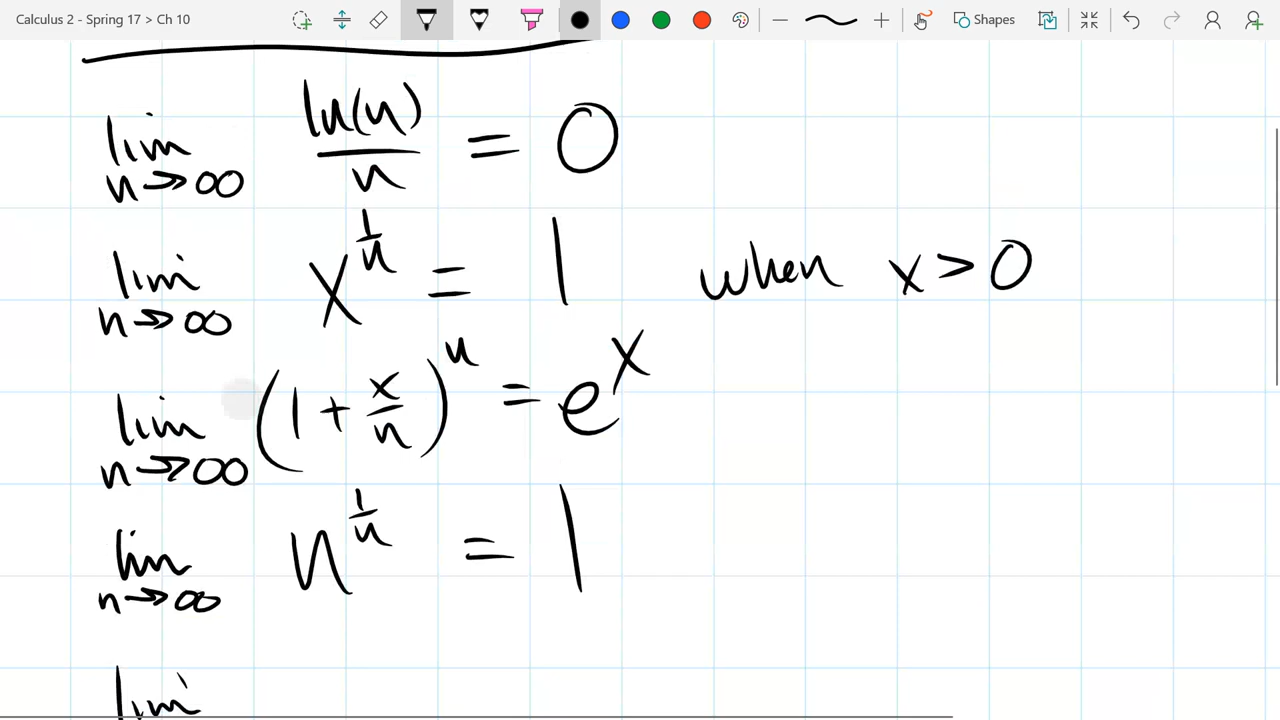 Calculus 2 - Spring 17 > Ch 10
Shapes
lim n→∞ ln(n)/n = 0
lim n→∞ x^(1/n) = 1 when x > 0
lim n→∞ (1 + x/n)^n = e^x
lim n→∞ n^(1/n) = 1
lim